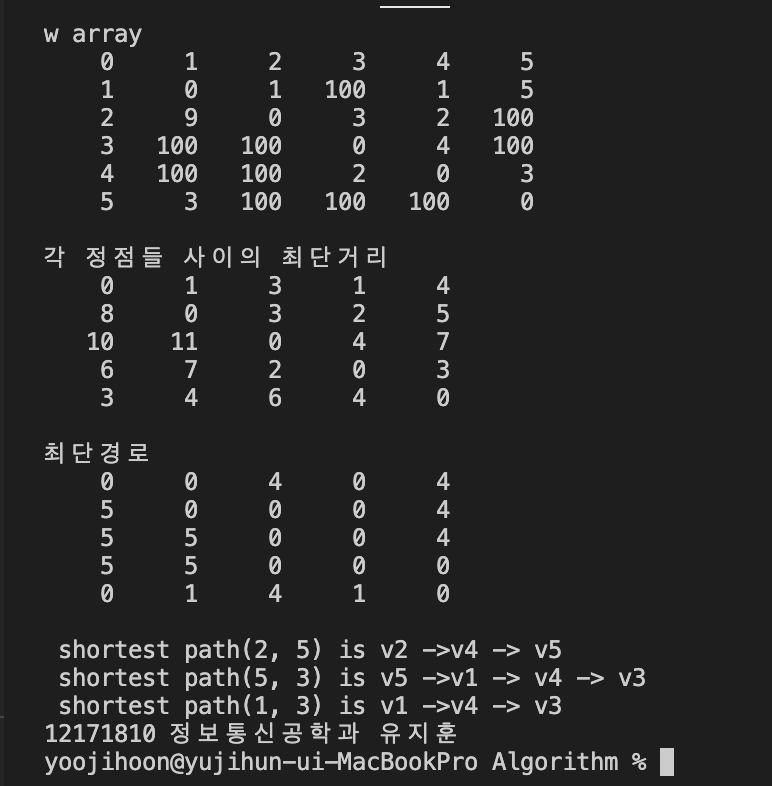 w array
0 1 2 3 4 5
1 0 1 100 1 5
2 9 0 3 2 100
3 100 100 0 4 100
4 100 100 2 0 3
5 3 100 100 100 0
각 정점들 사이의 최단거리
0 1 3 1 4
8 0 3 2 5
10 11 0 4 7
6 7 2 0 3
3 4 6 4 0
최단경로
0 0 4 0 4
5 0 0 0 4
5 5 0 0 4
5 5 0 0 0
0 1 4 1 0
shortest path(2, 5) is v2 ->v4 -> v5
shortest path(5, 3) is v5 ->v1 -> v4 -> v3
shortest path(1, 3) is v1 ->v4 -> v3
12171810 정보통신공학과 유지훈
yoojihoon@yujihun-ui-MacBookPro Algorithm %